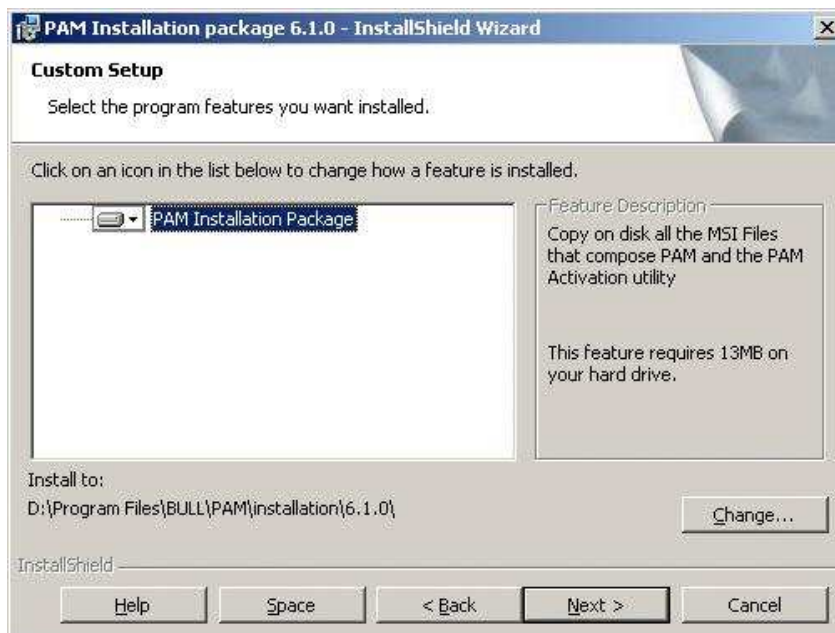 PAM Installation package 6.1.0 - InstallShield Wizard
Custom Setup
Select the program features you want installed.
Click on an icon in the list below to change how a feature is installed.
PAM Installation Package
Feature Description
Copy on disk all the MSI Files
that compose PAM and the PAM
Activation utility
This feature requires 13MB on
your hard drive.
Install to:
D:\Program Files\BULL\PAM\installation\6.1.0\
Change...
InstallShield
Help Space < Back Next > Cancel